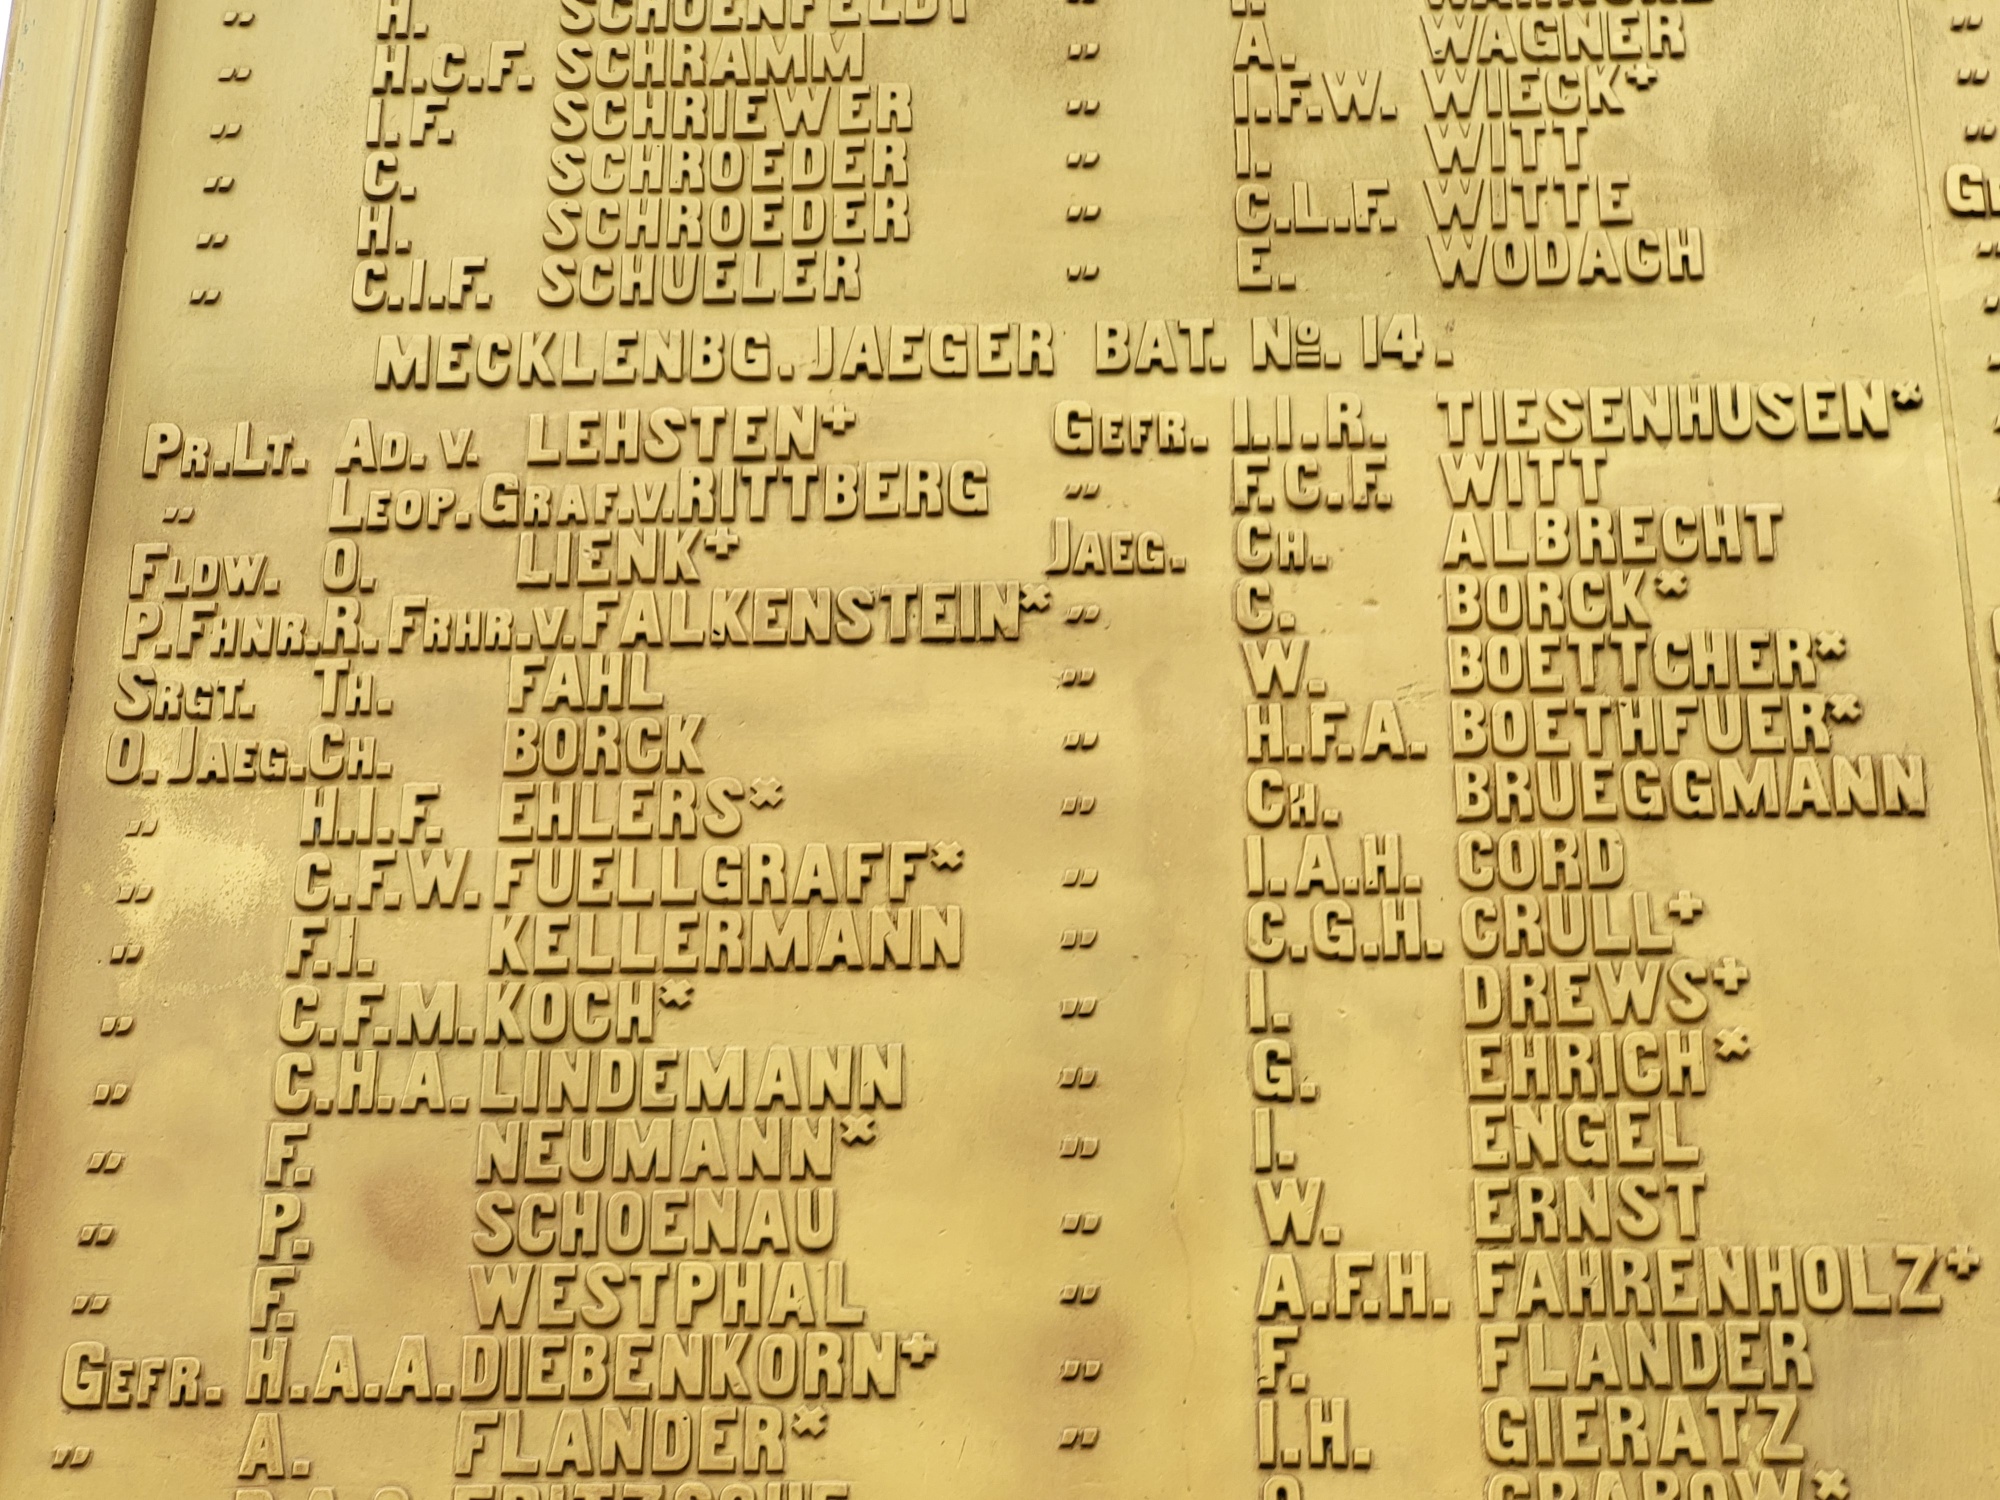 „ H. SCHOENFELDT
„ H.C.F. SCHRAMM
„ I.F. SCHRIEWER
„ C. SCHROEDER
„ H. SCHROEDER
„ C.I.F. SCHUELER
„ A. WAGNER
„ I.F.W. WIECK+
„ I. WITT
„ C.L.F. WITTE
„ E. WODACH
MECKLENBG. JAEGER BAT. Nº. 14.
PR.LT. AD. V. LEHSTEN+
„ LEOP. GRAF. V. RITTBERG
FLDW. O. LIENK+
P.FHNR. R. FRHR. V. FALKENSTEIN*
SRGT. TH. FAHL
O.JAEG. CH. BORCK
„ H.I.F. EHLERS*
„ C.F.W. FUELLGRAFF*
„ F.I. KELLERMANN
„ C.F.M. KOCH*
„ C.H.A. LINDEMANN
„ F. NEUMANN*
„ P. SCHOENAU
„ F. WESTPHAL
GEFR. H.A.A. DIEBENKORN+
„ A. FLANDER*
GEFR. I.I.R. TIESENHUSEN*
„ F.C.F. WITT
JAEG. CH. ALBRECHT
„ C. BORCK*
„ W. BOETTCHER*
„ H.F.A. BOETHFUER*
„ CH. BRUEGGMANN
„ I.A.H. CORD
„ C.G.H. CRULL+
„ I. DREWS+
„ G. EHRICH*
„ I. ENGEL
„ W. ERNST
„ A.F.H. FAHRENHOLZ+
„ F. FLANDER
„ I.H. GIERATZ
GRABOW*